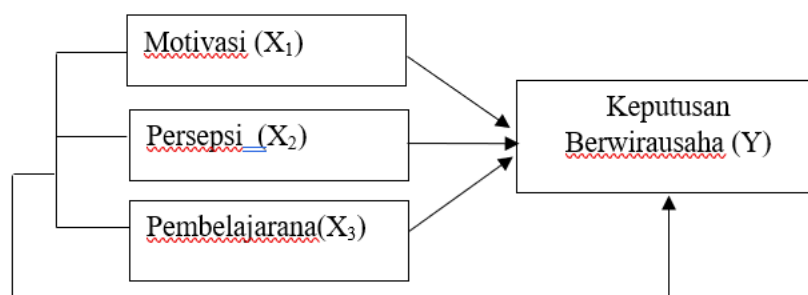 Motivasi (X₁)
Persepsi (X₂)
Pembelajarana(X₃)
Keputusan
Berwirausaha (Y)